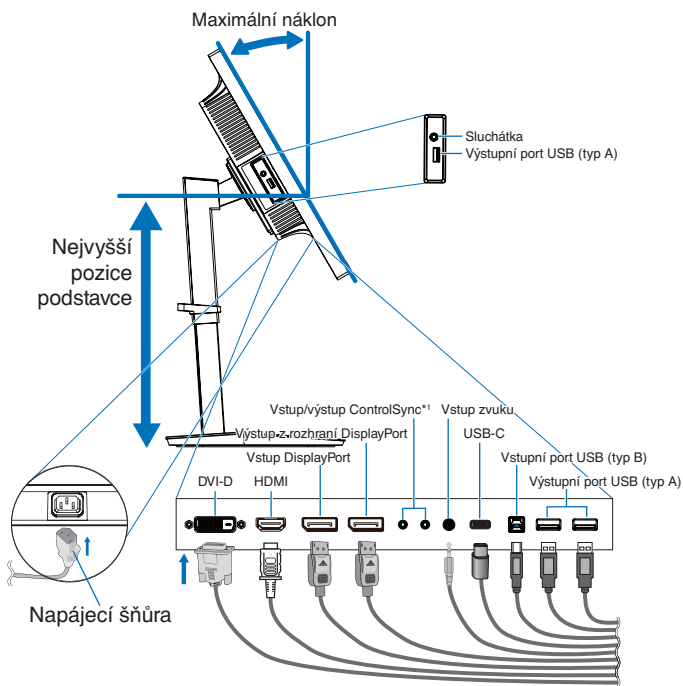 Maximální náklon
Sluchátka
Výstupní port USB (typ A)
Nejvyšší
pozice
podstavce
Vstup/výstup ControlSync*1
Vstup zvuku
Výstup z rozhraní DisplayPort
USB-C
Vstup DisplayPort
Vstupní port USB (typ B)
DVI-D
HDMI
Výstupní port USB (typ A)
Napájecí šňůra